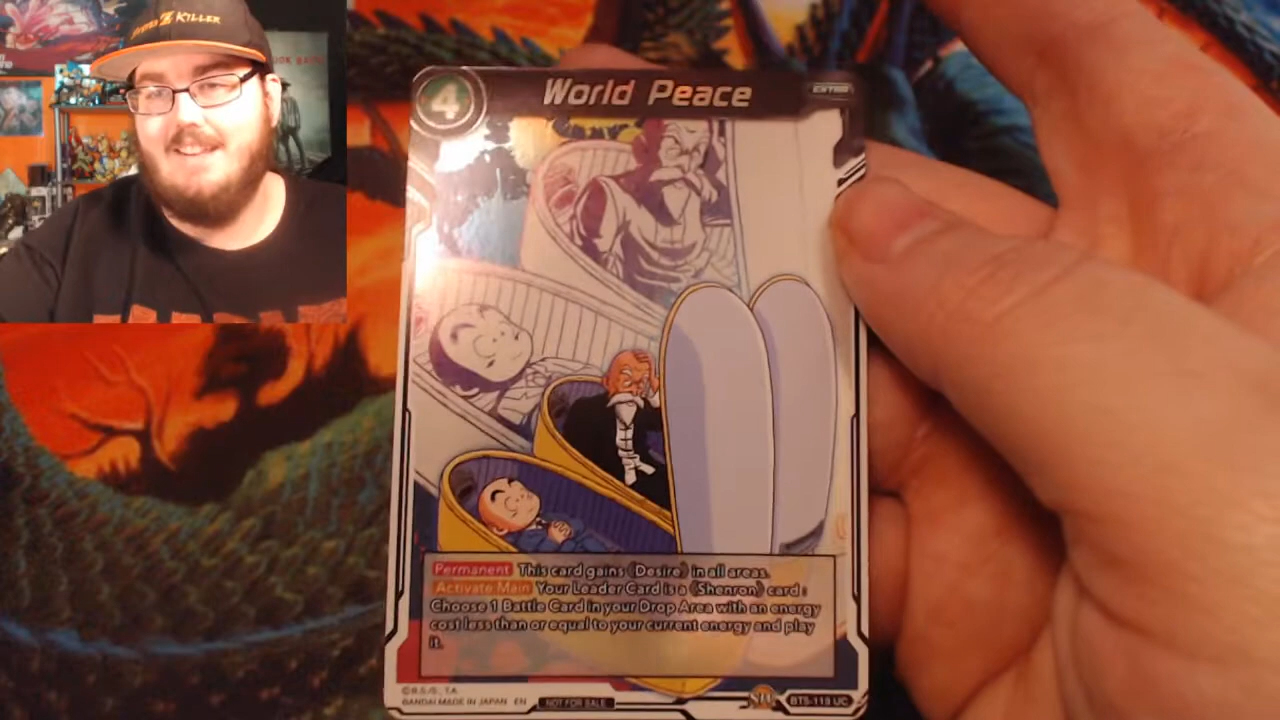 KILLER
4
World Peace
EXTRA
Permanent This card gains 《Desire》 in all areas.
Activate Main Your Leader Card is a 《Shenron》 card :
Choose 1 Battle Card in your Drop Area with an energy
cost less than or equal to your current energy and play
it.
BANDAI MADE IN JAPAN EN
NOT FOR SALE
BT5-119 UC